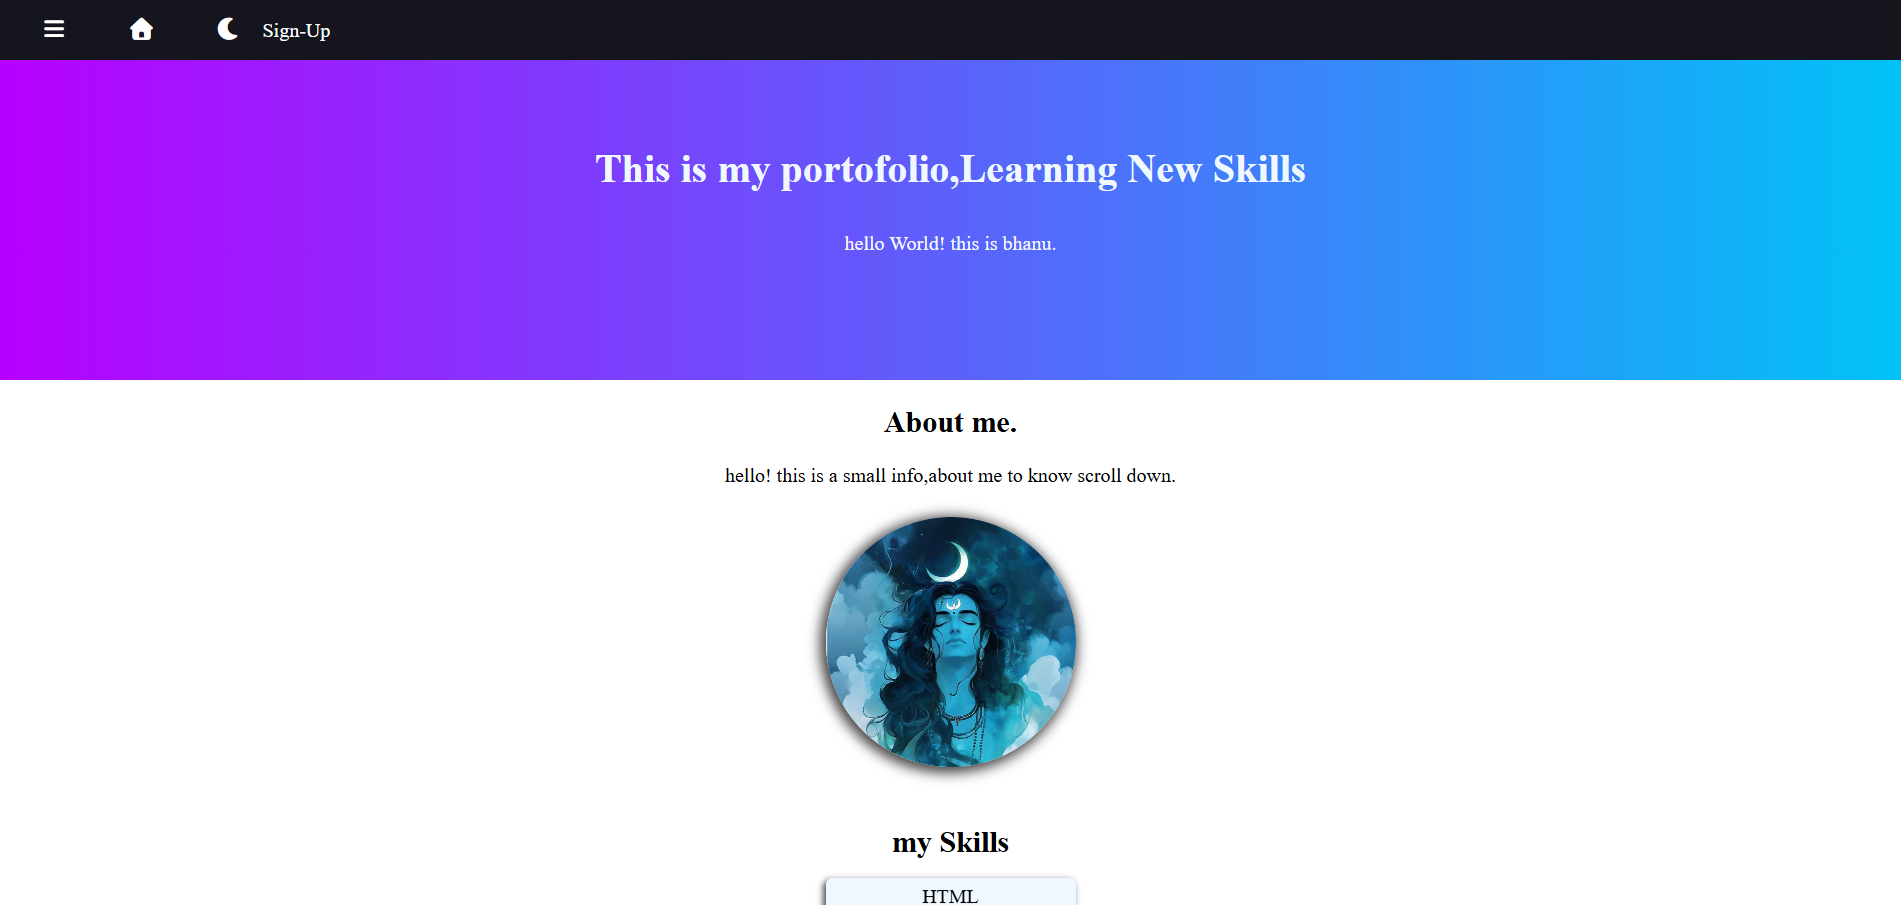 Sign-Up
This is my portofolio,Learning New Skills
hello World! this is bhanu.
About me.
hello! this is a small info,about me to know scroll down.
my Skills
HTML